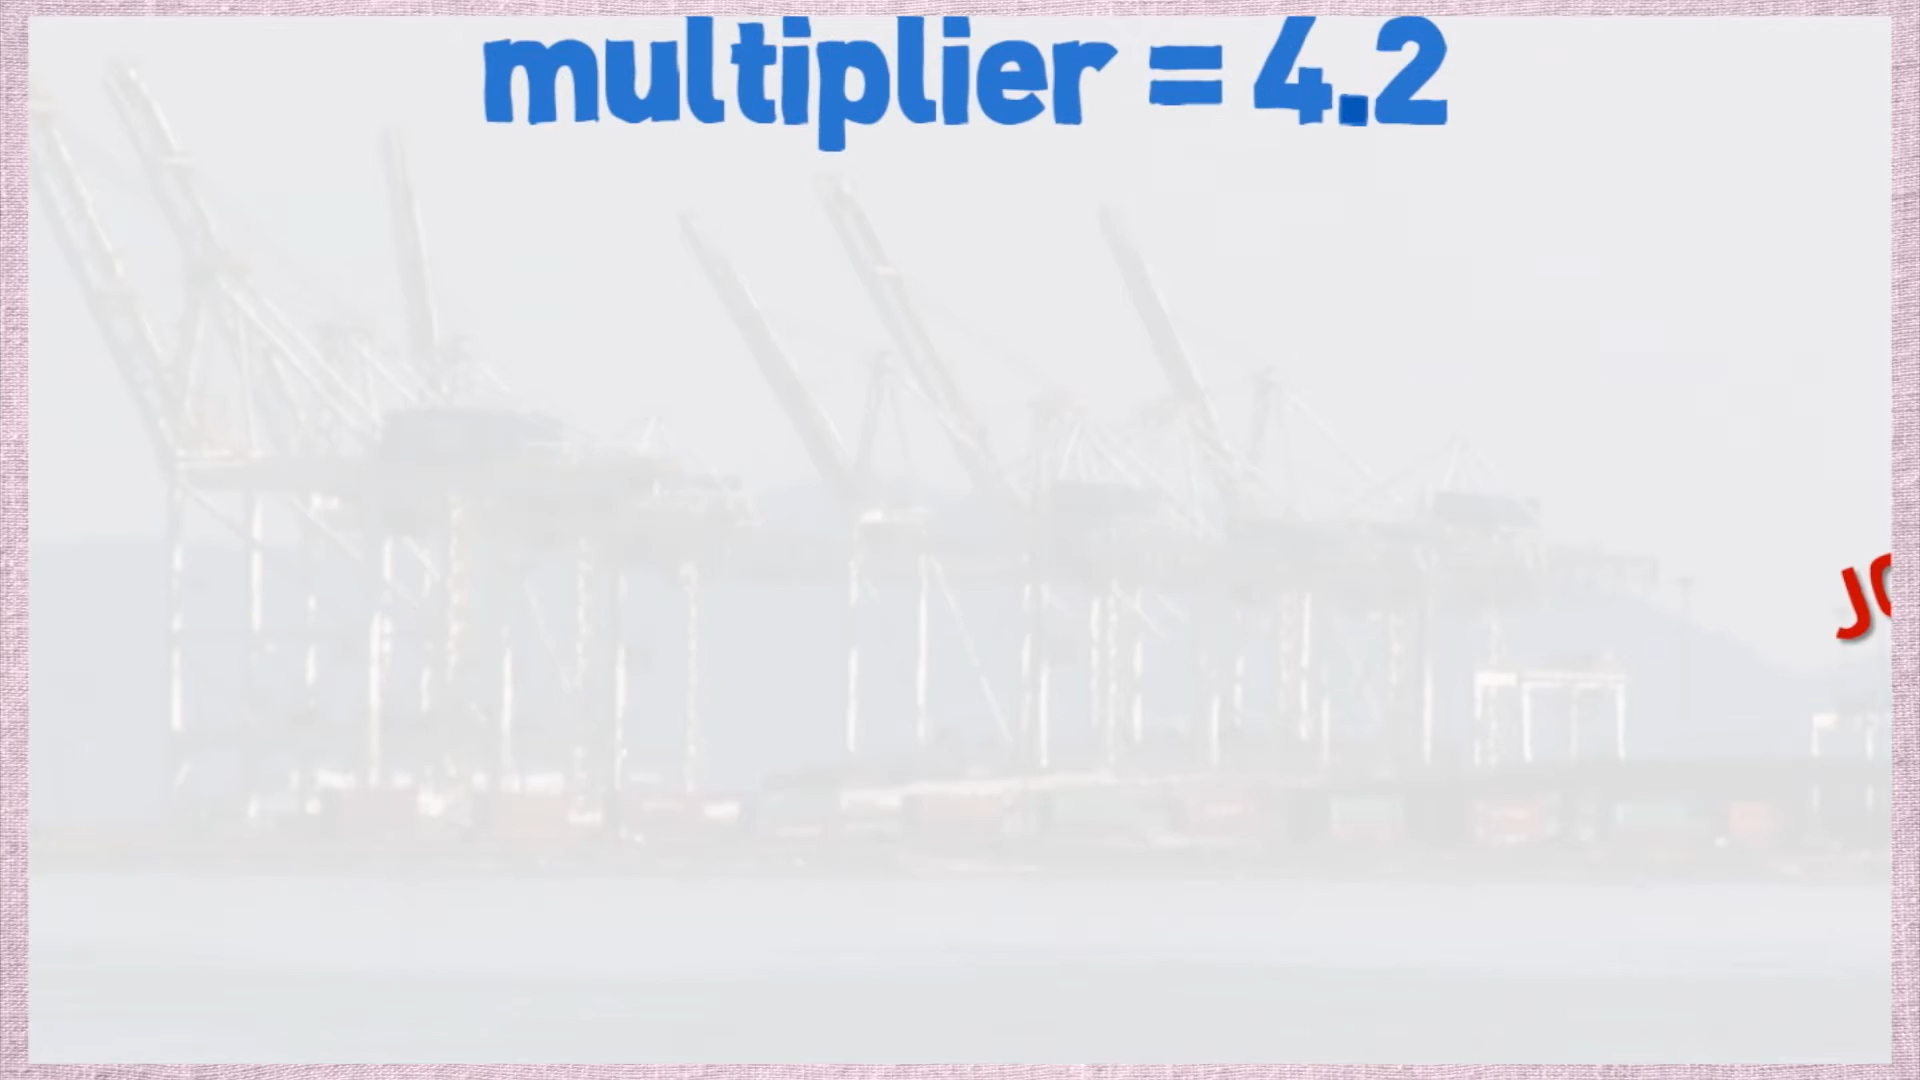 multiplier = 4.2